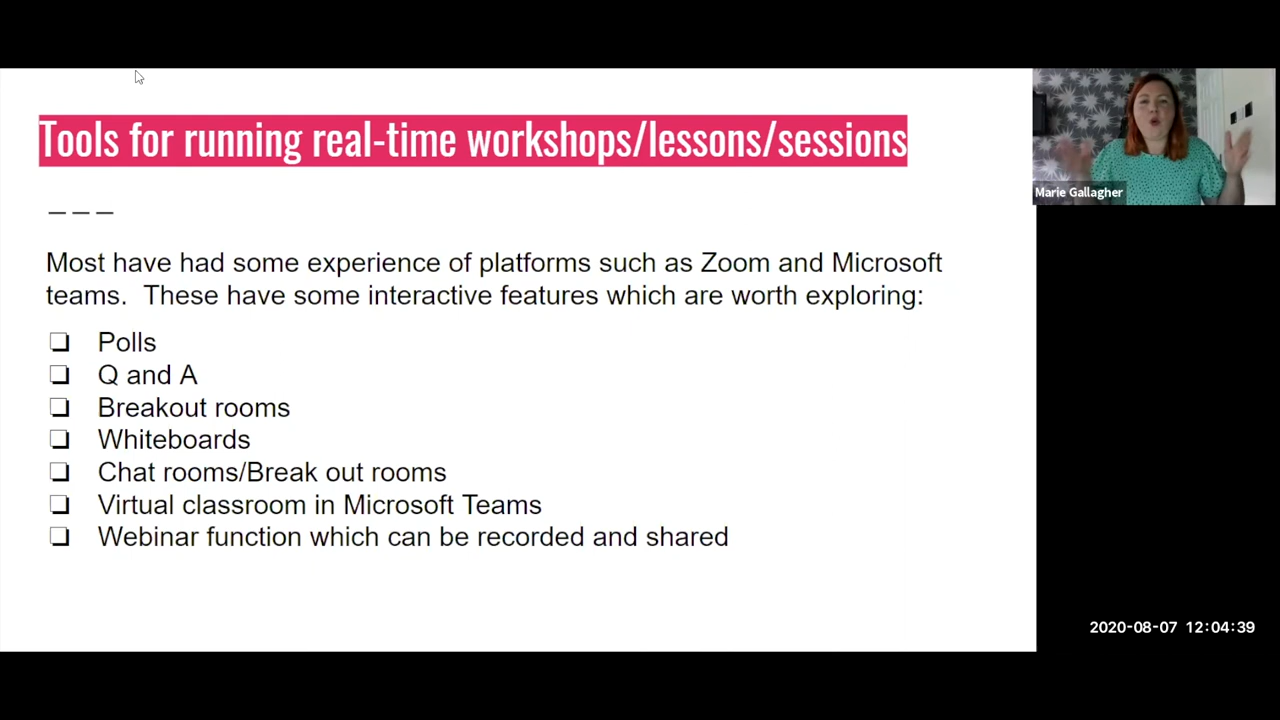 Tools for running real-time workshops/lessons/sessions
Marie Gallagher
Most have had some experience of platforms such as Zoom and Microsoft
teams.  These have some interactive features which are worth exploring:
Polls
Q and A
Breakout rooms
Whiteboards
Chat rooms/Break out rooms
Virtual classroom in Microsoft Teams
Webinar function which can be recorded and shared
2020-08-07 12:04:39